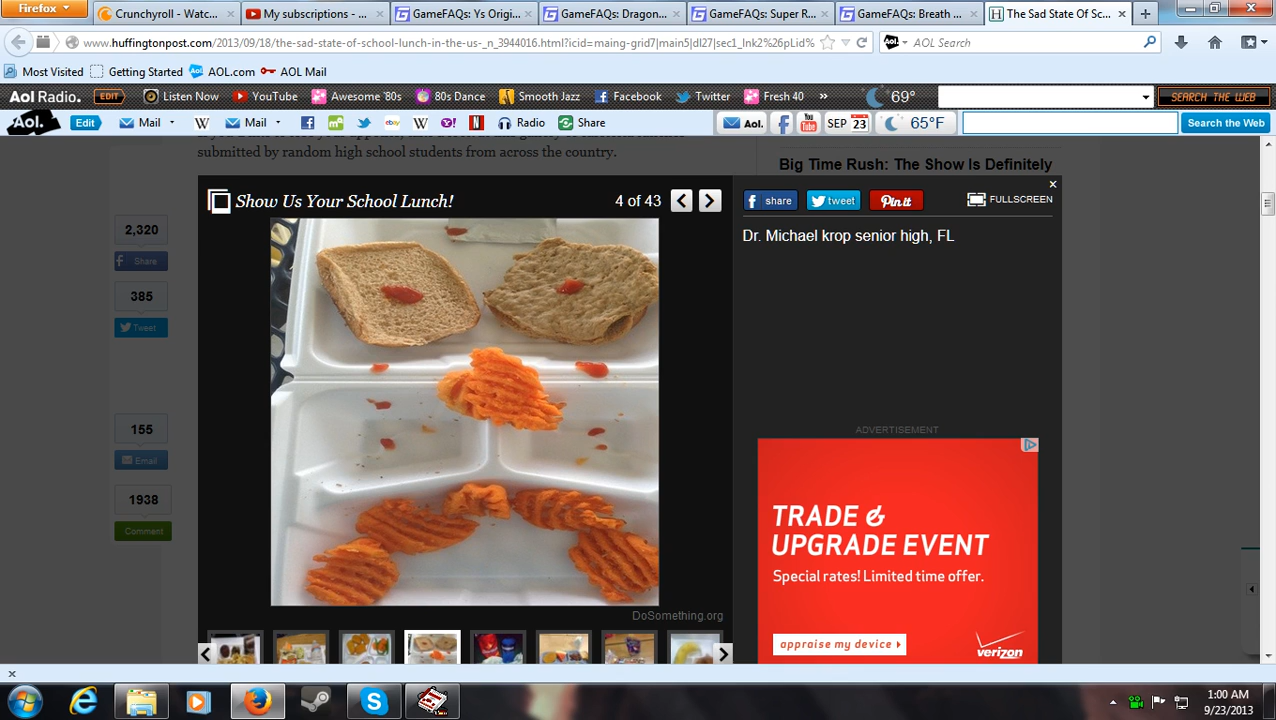 Firefox
Crunchyroll - Watc...
My subscriptions - ...
GameFAQs: Ys Origi...
GameFAQs: Dragon...
GameFAQs: Super R...
GameFAQs: Breath ...
The Sad State Of Sc...
www.huffingtonpost.com/2013/09/18/the-sad-state-of-school-lunch-in-the-us-_n_3944016.html?icid=maing-grid7|main5|dl27|sec1_lnk2%26pLid%
Aol.
AOL Search
Most Visited
Getting Started
AOL.com
AOL Mail
Aol Radio.
EDIT
Listen Now
YouTube
Awesome '80s
80s Dance
Smooth Jazz
Facebook
Twitter
Fresh 40
69°
SEARCH THE WEB
Aol.
Edit
Mail
W
Mail
W
Y!
N
Radio
Share
Aol.
You Tube
SEP 23
65°F
Search the Web
submitted by random high school students from across the country.
Big Time Rush: The Show Is Definitely
2,320
Share
385
Tweet
155
Email
1938
Comment
Show Us Your School Lunch!
4 of 43
share
tweet
Pin it
FULLSCREEN
Dr. Michael krop senior high, FL
DoSomething.org
ADVERTISEMENT
TRADE &
UPGRADE EVENT
Special rates! Limited time offer.
appraise my device
verizon
1:00 AM
9/23/2013